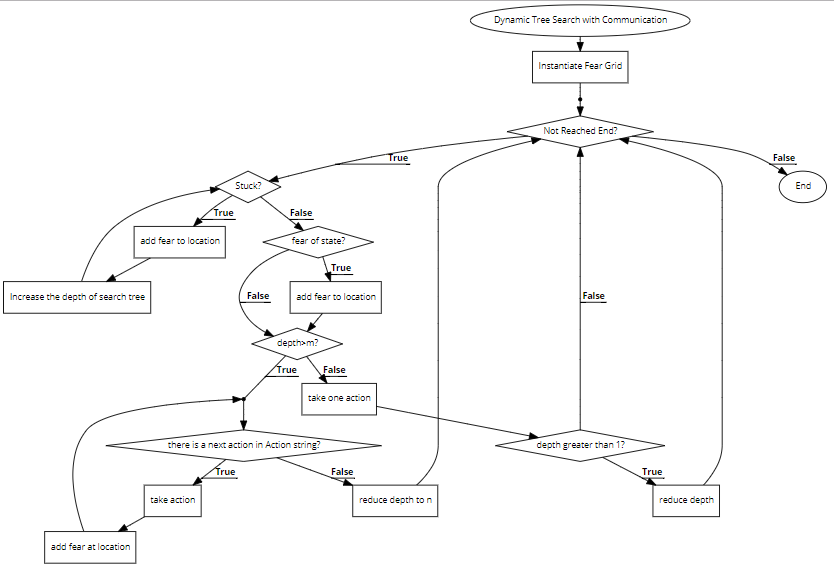 Dynamic Tree Search with Communication
Instantiate Fear Grid
Not Reached End?
True
False
Stuck?
End
True
False
add fear to location
fear of state?
True
Increase the depth of search tree
False
add fear to location
False
depth>m?
True
False
take one action
there is a next action in Action string?
depth greater than 1?
True
False
True
take action
reduce depth to n
reduce depth
add fear at location